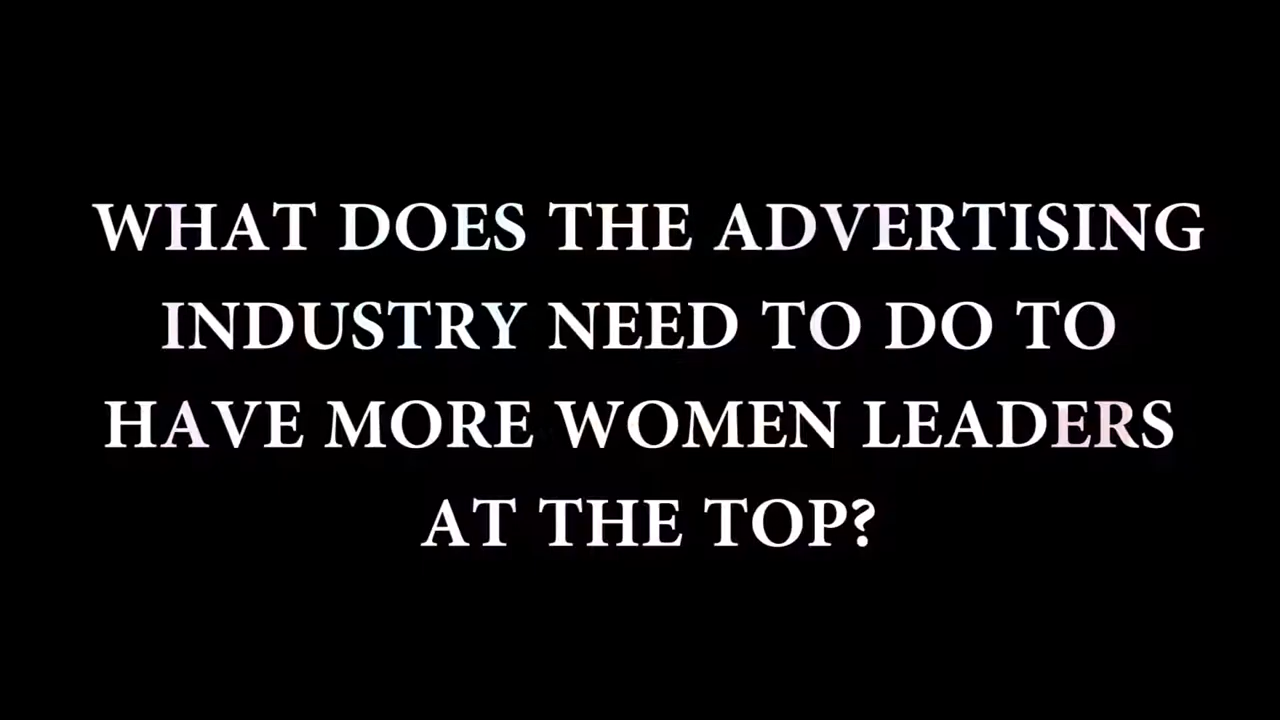 WHAT DOES THE ADVERTISING
INDUSTRY NEED TO DO TO
HAVE MORE WOMEN LEADERS
AT THE TOP?